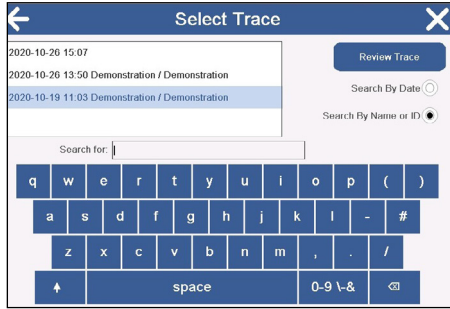 Select Trace
2020-10-26 15:07
2020-10-26 13:50 Demonstration / Demonstration
2020-10-19 11:03 Demonstration / Demonstration
Review Trace
Search By Date
Search By Name or ID
Search for:
q w e r t y u i o p ( )
a s d f g h j k l - #
z x c v b n m , . /
space 0-9 \-&